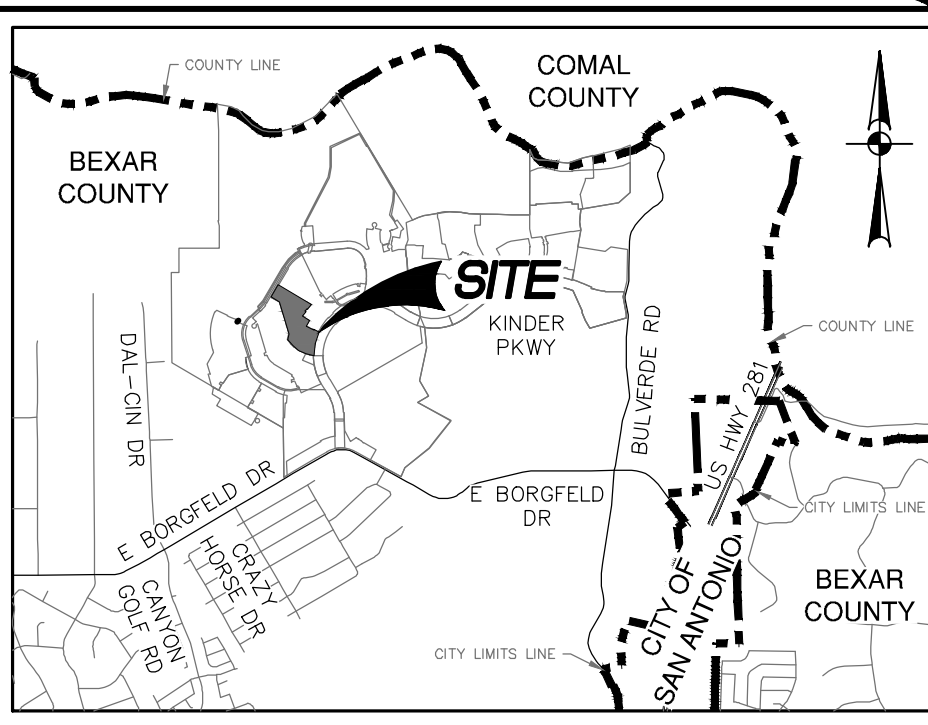 COUNTY LINE
COMAL
COUNTY
BEXAR
COUNTY
SITE
KINDER
PKWY
COUNTY LINE
DAL-CIN DR
BULVERDE RD
US HWY 281
E BORGFELD DR
E BORGFELD
DR
CITY LIMITS LINE
CRAZY
HORSE DR
CANYON
GOLF RD
CITY OF
SAN ANTONIO
BEXAR
COUNTY
CITY LIMITS LINE